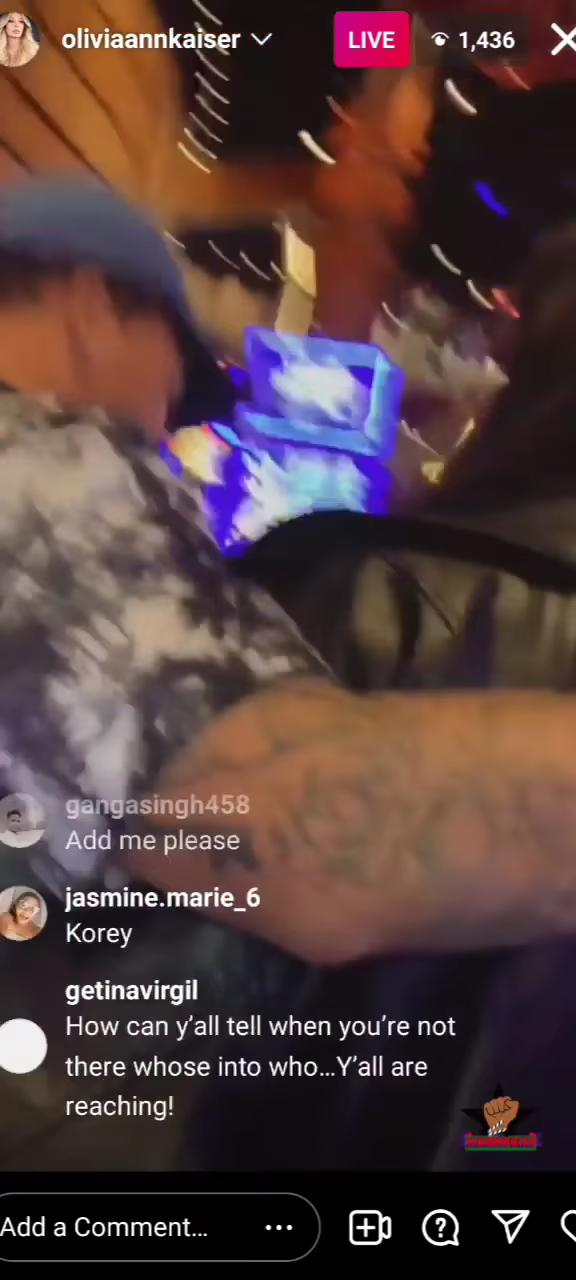 oliviaannkaiser
LIVE
1,436
gangasingh458
Add me please
jasmine.marie_6
Korey
getinavirgil
How can y’all tell when you’re not
there whose into who...Y’all are
reaching!
Add a Comment...